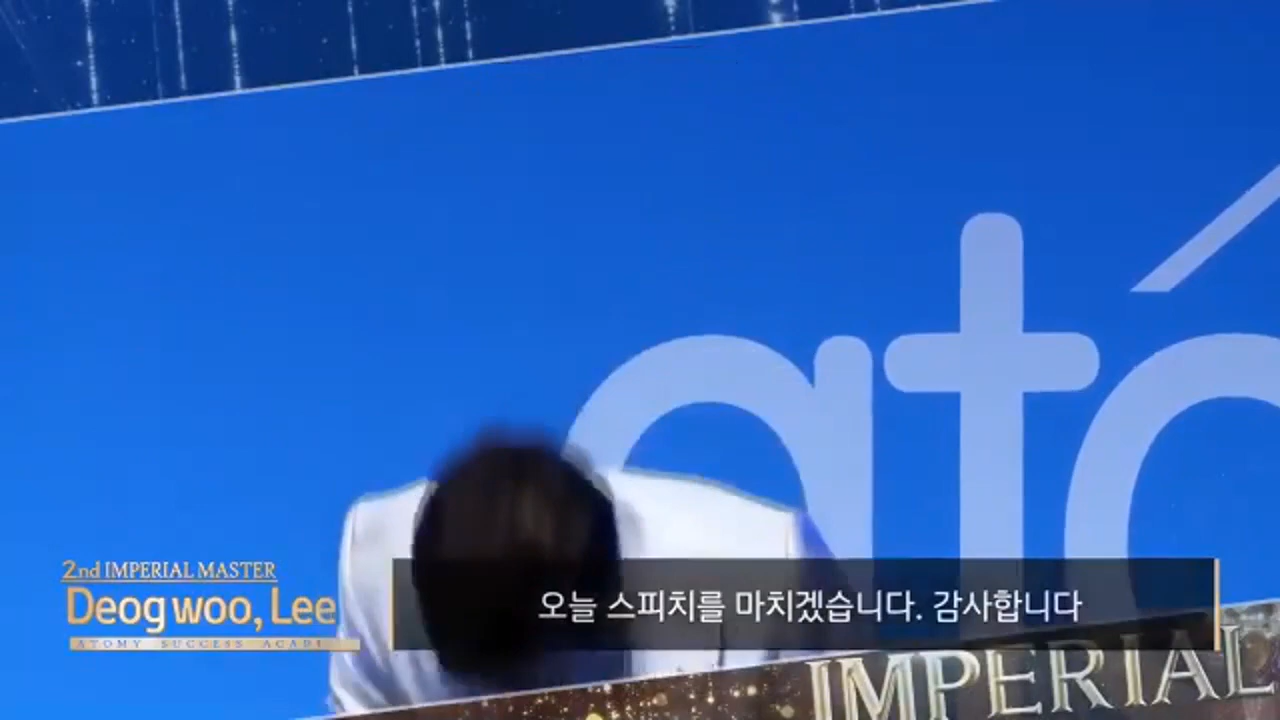 ató
2nd IMPERIAL MASTER
Deog woo, Lee
ATOMY SUCCESS
오늘 스피치를 마치겠습니다. 감사합니다
IMPERIAL